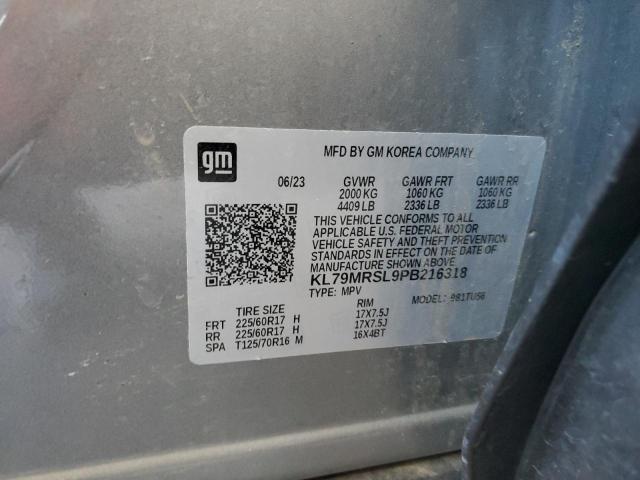 gm
MFD BY GM KOREA COMPANY
06/23 GVWR GAWR FRT GAWR RR
2000 KG 1060 KG 1060 KG
4409 LB 2336 LB 2336 LB
THIS VEHICLE CONFORMS TO ALL
APPLICABLE U.S. FEDERAL MOTOR
VEHICLE SAFETY AND THEFT PREVENTION
STANDARDS IN EFFECT ON THE DATE OF
MANUFACTURE SHOWN ABOVE.
KL79MRSL9PB216318
TYPE: MPV MODEL: 9B1TU56
TIRE SIZE RIM
FRT 225/60R17 H 17X7.5J
RR 225/60R17 H 17X7.5J
SPA T125/70R16 M 16X4BT